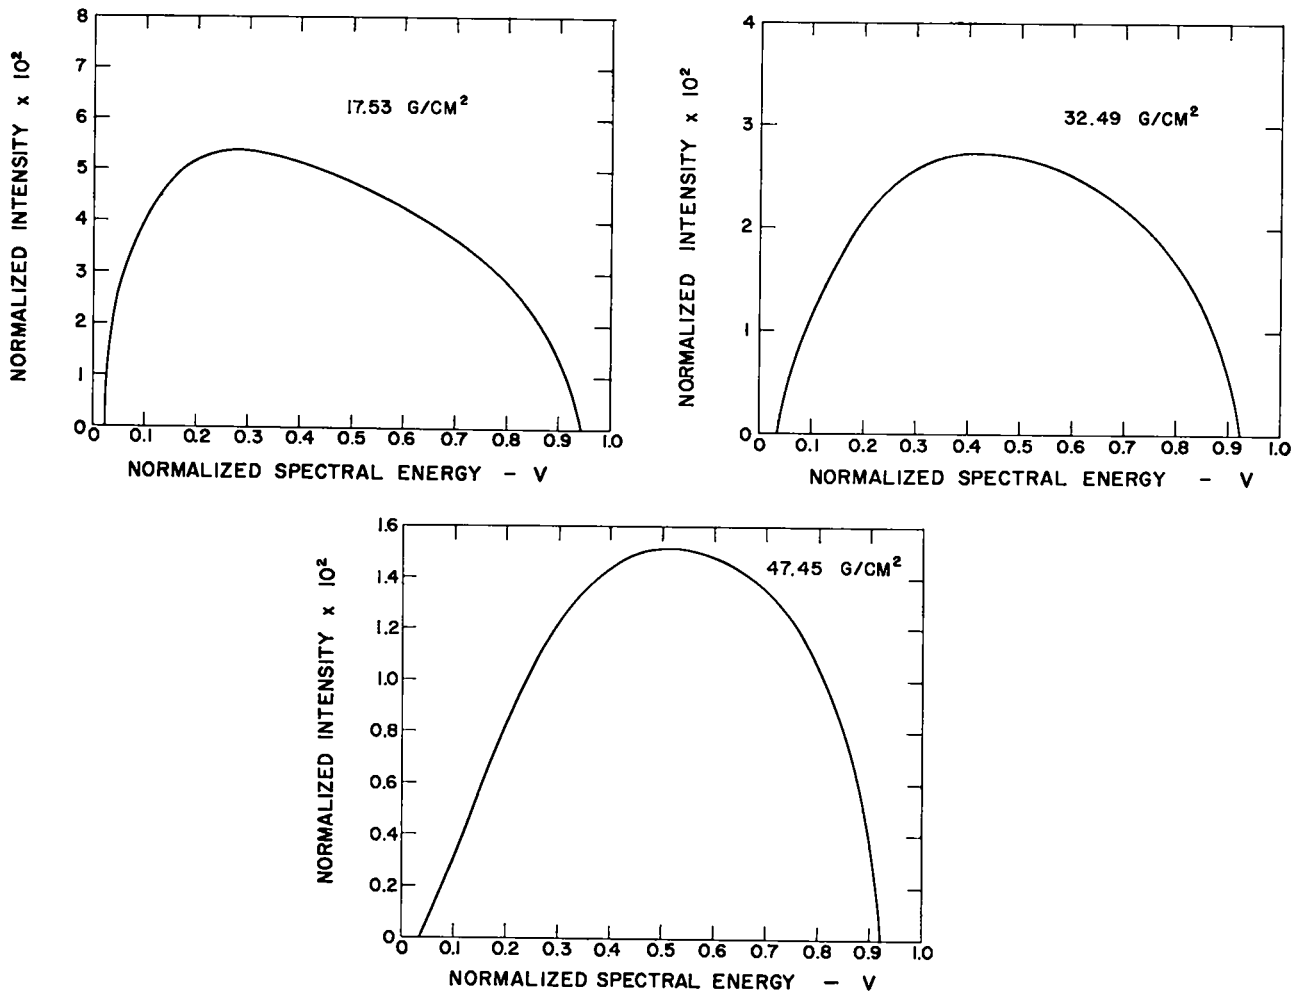 NORMALIZED INTENSITY x 10²
8
7
6
5
4
3
2
1
0
17.53 G/CM²
0 0.1 0.2 0.3 0.4 0.5 0.6 0.7 0.8 0.9 1.0
NORMALIZED SPECTRAL ENERGY - V
NORMALIZED INTENSITY x 10²
4
3
2
1
0
32.49 G/CM²
0 0.1 0.2 0.3 0.4 0.5 0.6 0.7 0.8 0.9 1.0
NORMALIZED SPECTRAL ENERGY - V
NORMALIZED INTENSITY x 10²
1.6
1.4
1.2
1.0
0.8
0.6
0.4
0.2
0
47.45 G/CM²
0 0.1 0.2 0.3 0.4 0.5 0.6 0.7 0.8 0.9 1.0
NORMALIZED SPECTRAL ENERGY - V